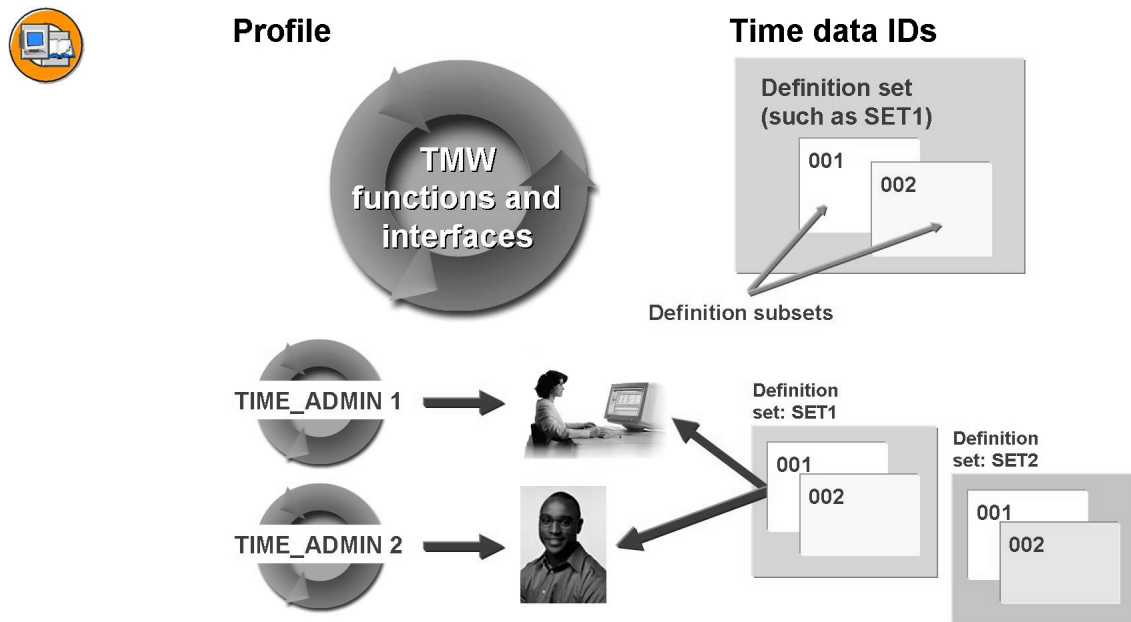 Profile
Time data IDs
TMW
functions and
interfaces
Definition set
(such as SET1)
001
002
Definition subsets
TIME_ADMIN 1
TIME_ADMIN 2
Definition
set: SET1
001
002
Definition
set: SET2
001
002